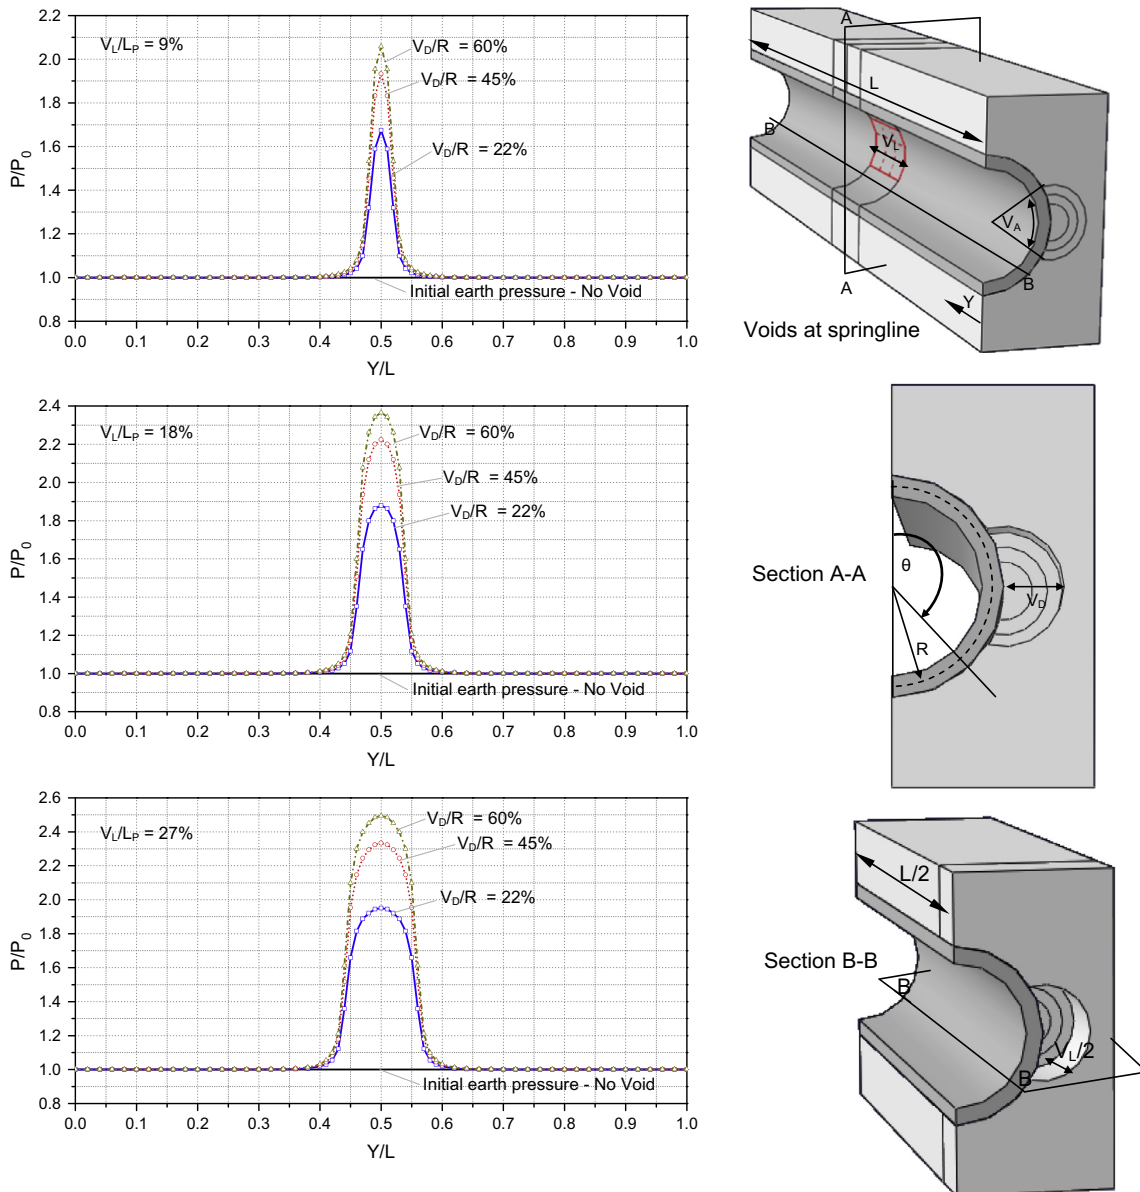 V_L/L_P = 9%
V_D/R = 60%
V_D/R = 45%
V_D/R = 22%
Initial earth pressure - No Void
P/P_0
2.2
2.0
1.8
1.6
1.4
1.2
1.0
0.8
0.0 0.1 0.2 0.3 0.4 0.5 0.6 0.7 0.8 0.9 1.0
Y/L
A
L
B
V_L
V_A
B
A
Y
Voids at springline
V_L/L_P = 18%
V_D/R = 60%
V_D/R = 45%
V_D/R = 22%
Initial earth pressure - No Void
P/P_0
2.4
2.2
2.0
1.8
1.6
1.4
1.2
1.0
0.8
0.0 0.1 0.2 0.3 0.4 0.5 0.6 0.7 0.8 0.9 1.0
Y/L
Section A-A
θ
V_D
R
V_L/L_P = 27%
V_D/R = 60%
V_D/R = 45%
V_D/R = 22%
Initial earth pressure - No Void
P/P_0
2.6
2.4
2.2
2.0
1.8
1.6
1.4
1.2
1.0
0.8
0.0 0.1 0.2 0.3 0.4 0.5 0.6 0.7 0.8 0.9 1.0
Y/L
L/2
Section B-B
B
V_L/2
B